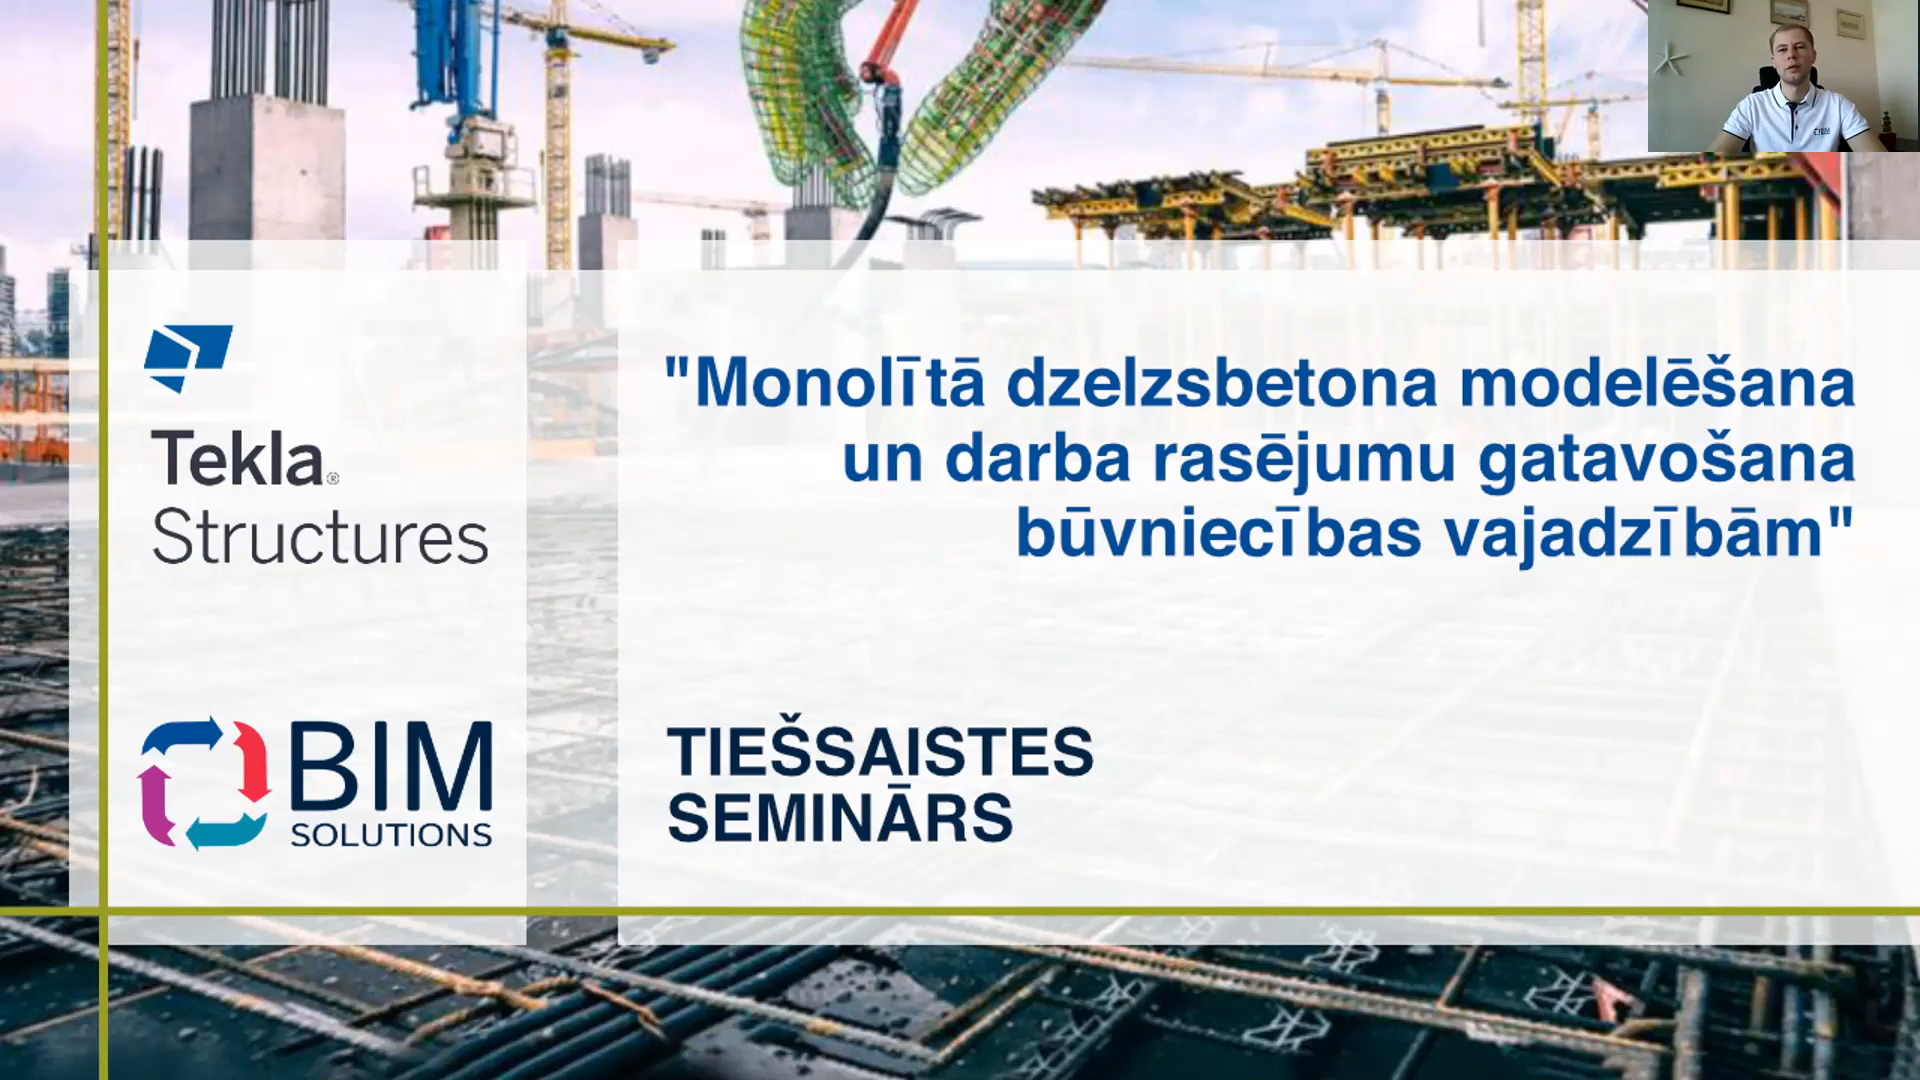 Tekla®
Structures
"Monolītā dzelzsbetona modelēšana
un darba rasējumu gatavošana
būvniecības vajadzībām"
BIM
SOLUTIONS
TIEŠSAISTES
SEMINĀRS